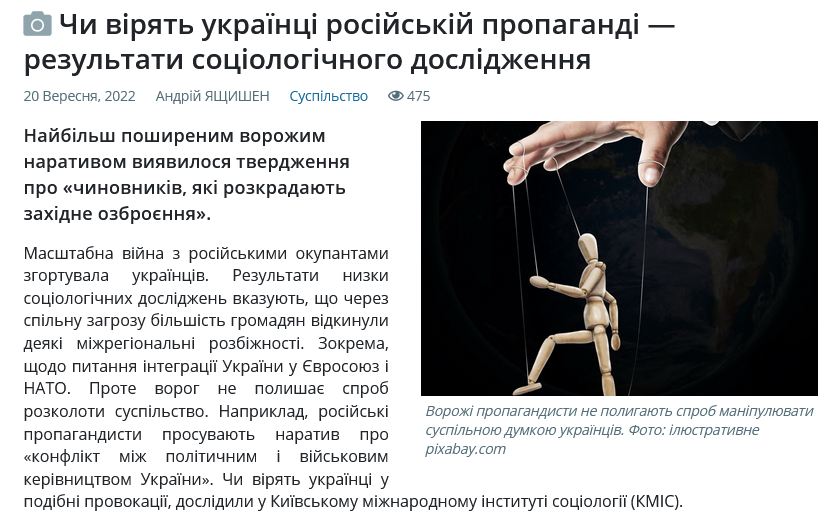 Чи вірять українці російській пропаганді —
результати соціологічного дослідження
20 Вересня, 2022 Андрій ЯЩИШЕН Суспільство 475
Найбільш поширеним ворожим
наративом виявилося твердження
про «чиновників, які розкрадають
західне озброєння».
Масштабна війна з російськими окупантами
згортувала українців. Результати низки
соціологічних досліджень вказують, що через
спільну загрозу більшість громадян відкинули
деякі міжрегіональні розбіжності. Зокрема,
щодо питання інтеграції України у Євросоюз і
НАТО. Проте ворог не полишає спроб
розколоти суспільство. Наприклад, російські
пропагандисти просувають наратив про
«конфлікт між політичним і військовим
керівництвом України». Чи вірять українці у
подібні провокації, дослідили у Київському міжнародному інституті соціології (КМІС).
Ворожі пропагандисти не полигають спроб маніпулювати
суспільною думкою українців. Фото: ілюстративне
pixabay.com